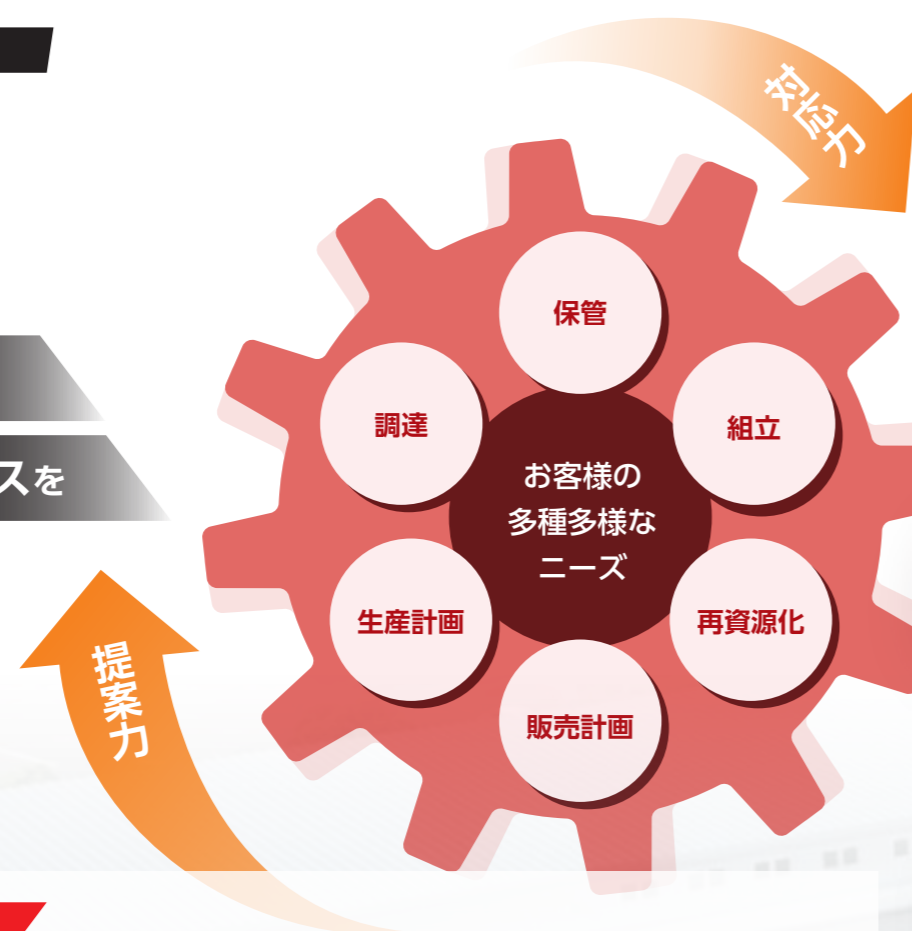 対応力
保管
調達
組立
お客様の
多種多様な
ニーズ
スを
生産計画
再資源化
販売計画
提案力